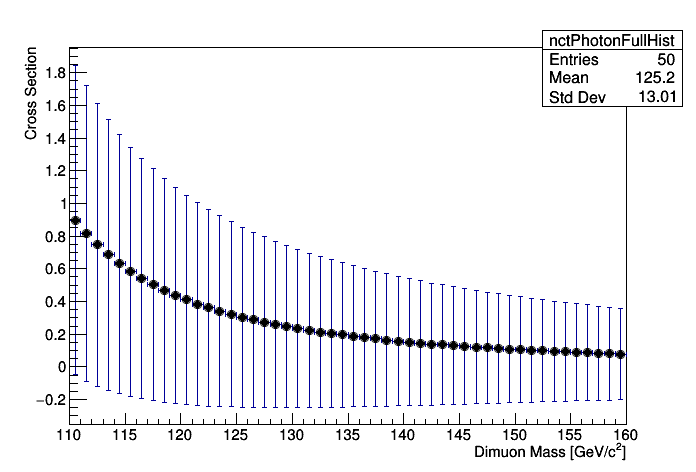 nctPhotonFullHist
Entries 50
Mean 125.2
Std Dev 13.01
Cross Section
1.8
1.6
1.4
1.2
1
0.8
0.6
0.4
0.2
0
−0.2
110 115 120 125 130 135 140 145 150 155 160
Dimuon Mass [GeV/c²]